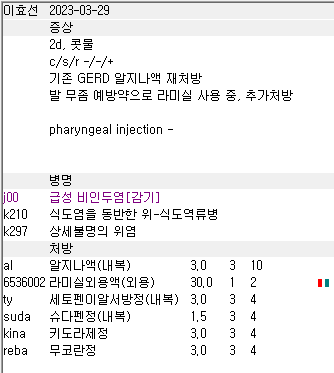 이효선 2023-03-29
증상
2d, 콧물
c/s/r -/-/+
기존 GERD 알지나액 재처방
발 무좀 예방약으로 라미실 사용 중, 추가처방
pharyngeal injection -
병명
j00 급성 비인두염[감기]
k210 식도염을 동반한 위-식도역류병
k297 상세불명의 위염
처방
al 알지나액(내복) 3.0 3 10
6536002 라미실외용액(외용) 30.0 1 2
ty 세토펜이알서방정(내복) 3.0 3 4
suda 슈다펜정(내복) 1.5 3 4
kina 키도라제정 3.0 3 4
reba 무코란정 3.0 3 4